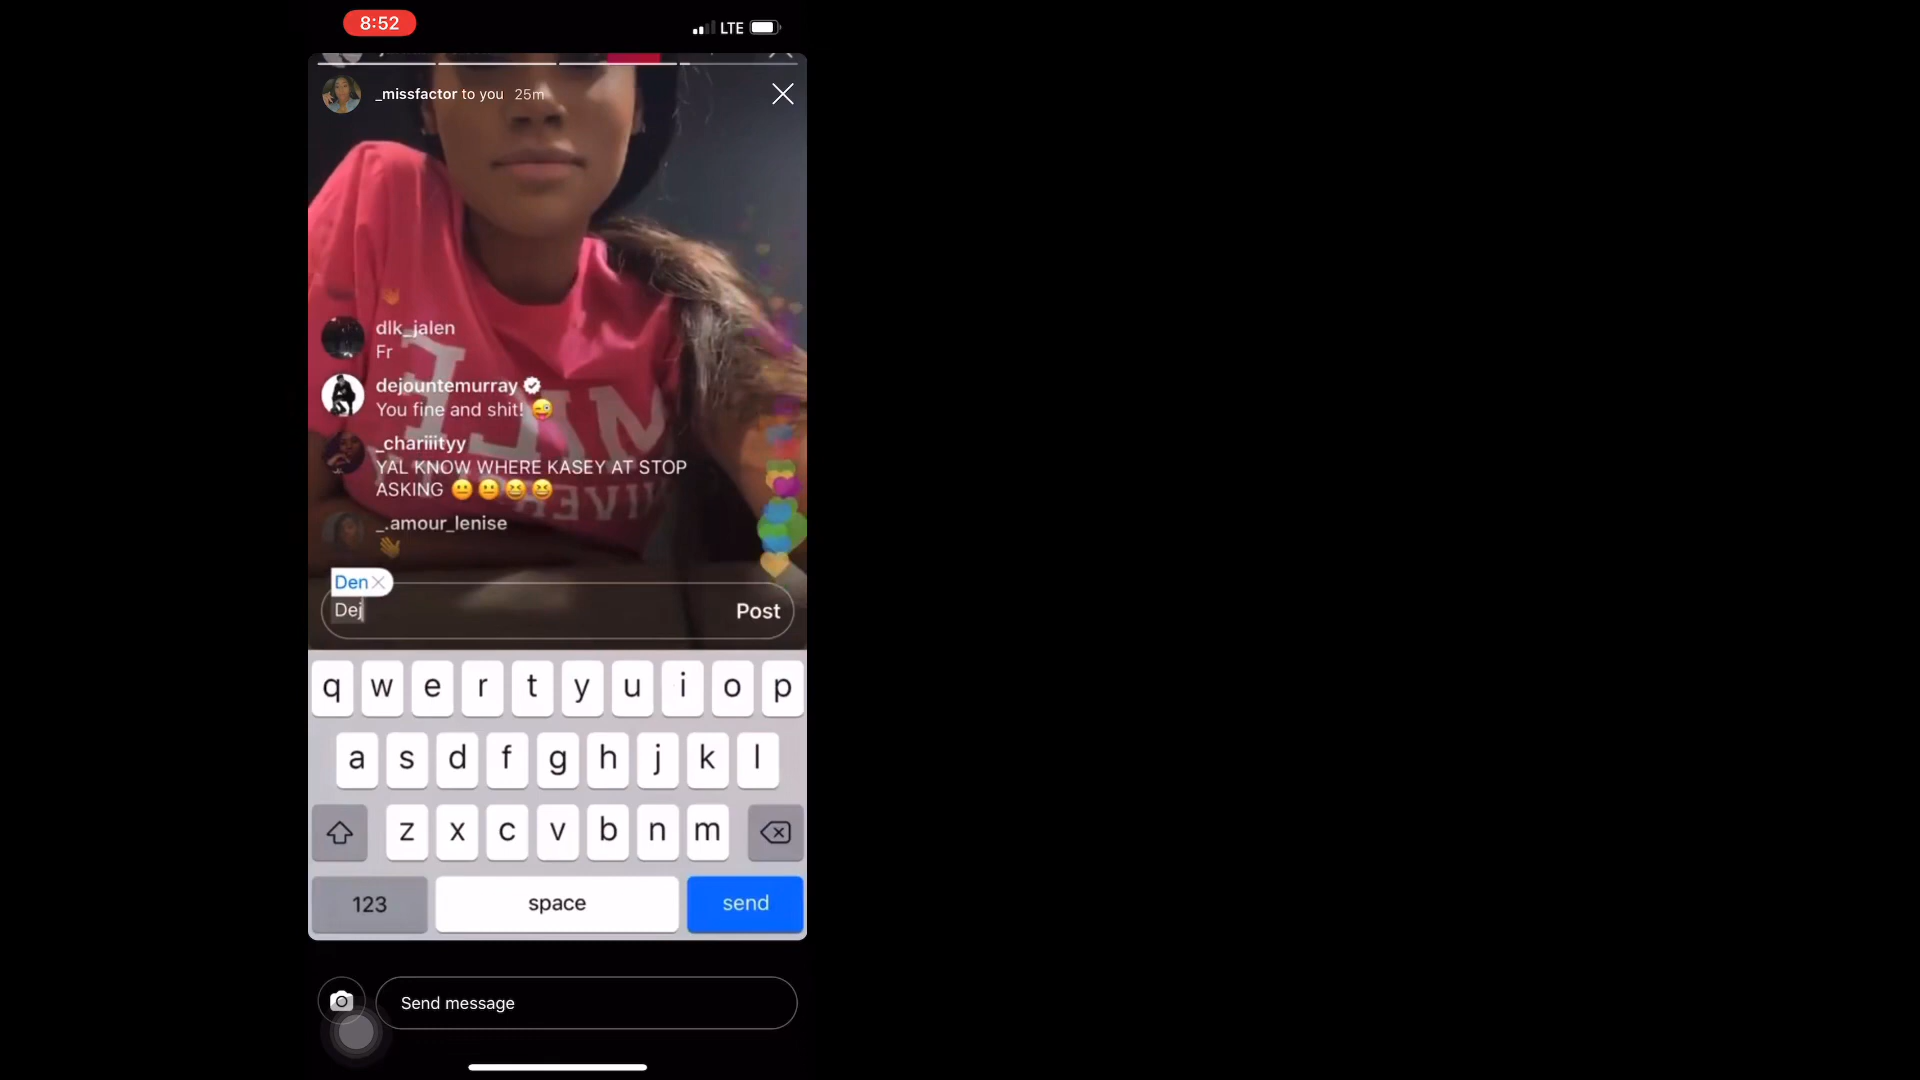 8:52
LTE
_missfactor to you 25m
dlk_jalen
Fr
dejountemurray
You fine and shit! 😜
_chariiityy
YAL KNOW WHERE KASEY AT STOP
ASKING 😐😐😆😆
_.amour_lenise
👋
Den
Dej
Post
q w e r t y u i o p
a s d f g h j k l
z x c v b n m
123 space send
Send message